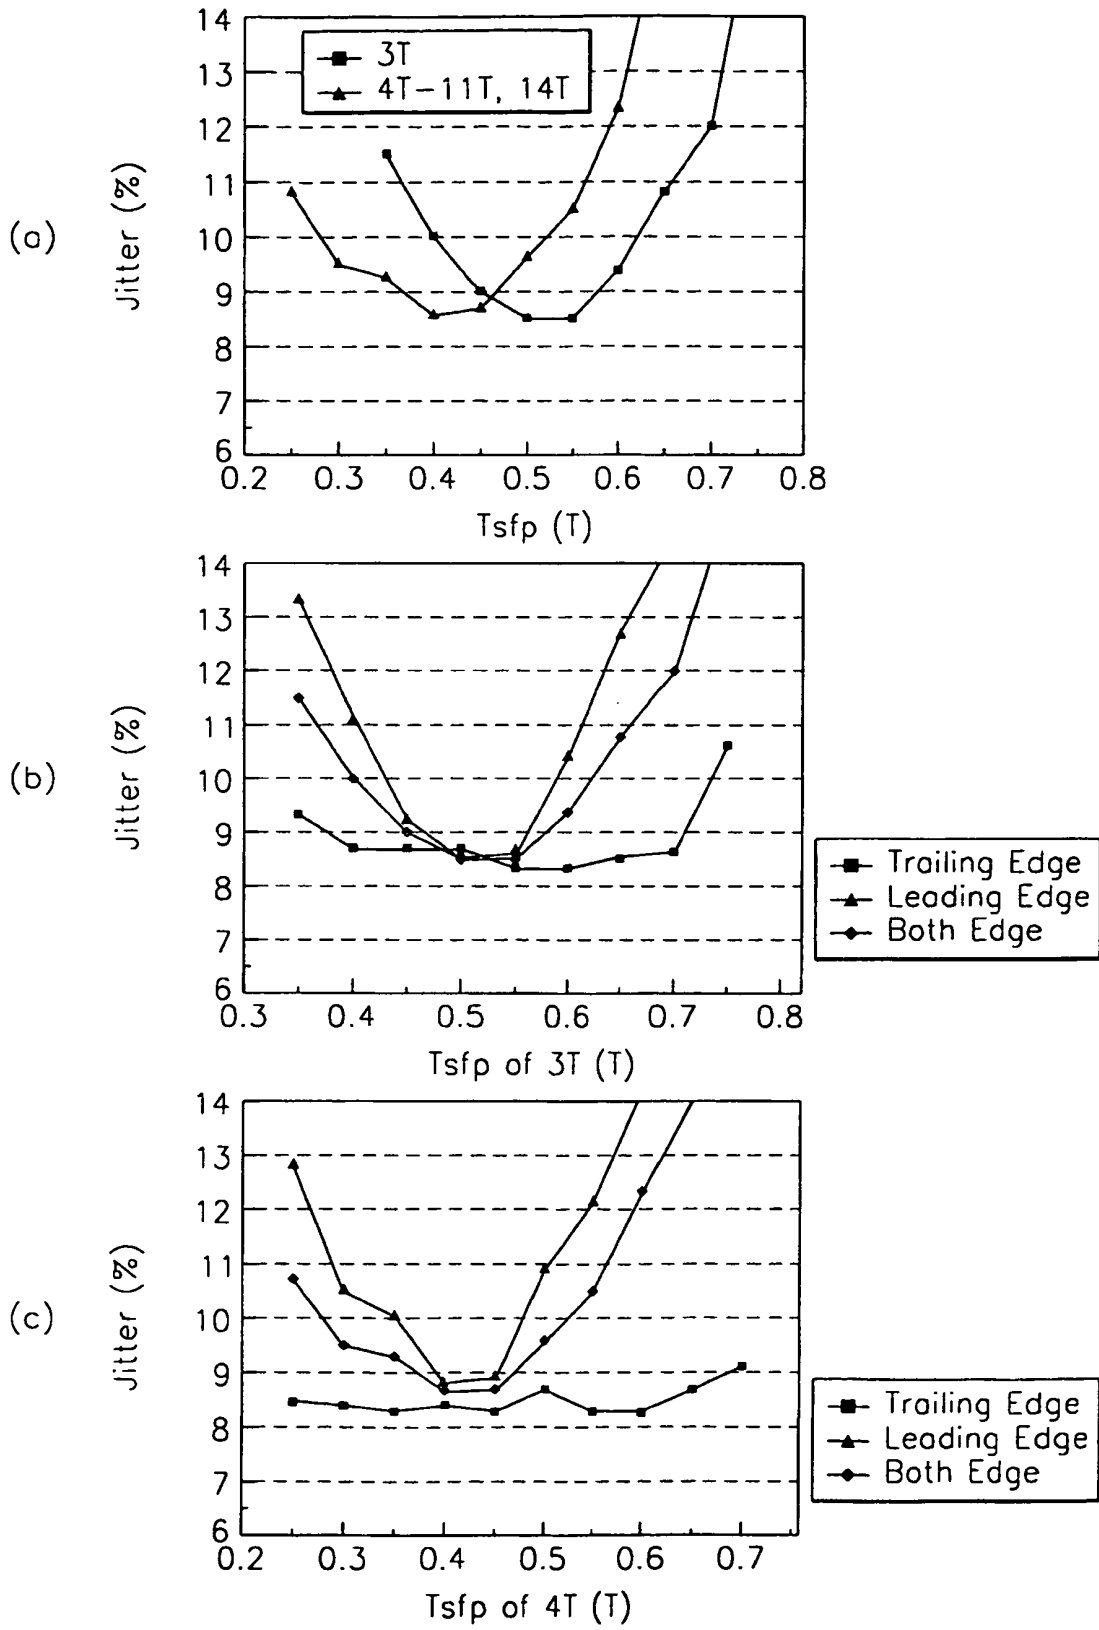 (a)
Jitter (%)
14
13
12
11
10
9
8
7
6
3T
4T-11T, 14T
0.2 0.3 0.4 0.5 0.6 0.7 0.8
Tsfp (T)
(b)
Jitter (%)
14
13
12
11
10
9
8
7
6
0.3 0.4 0.5 0.6 0.7 0.8
Tsfp of 3T (T)
Trailing Edge
Leading Edge
Both Edge
(c)
Jitter (%)
14
13
12
11
10
9
8
7
6
0.2 0.3 0.4 0.5 0.6 0.7
Tsfp of 4T (T)
Trailing Edge
Leading Edge
Both Edge